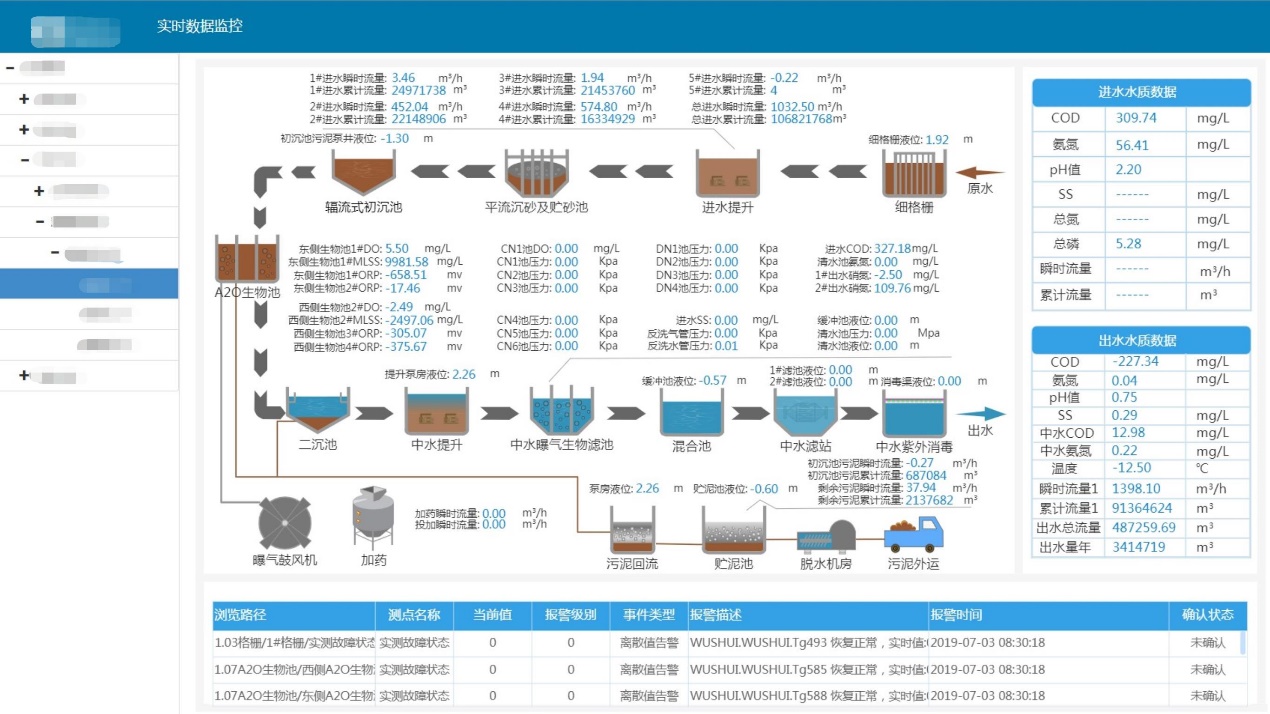 实时数据监控
1#进水瞬时流量: 3.46 m³/h 3#进水瞬时流量: 1.94 m³/h 5#进水瞬时流量: -0.22 m³/h
1#进水累计流量: 24971738 m³ 3#进水累计流量: 21453760 m³ 5#进水累计流量: 4 m³
2#进水瞬时流量: 452.04 m³/h 4#进水瞬时流量: 574.80 m³/h 总进水瞬时流量: 1032.50 m³/h
2#进水累计流量: 22148906 m³ 4#进水累计流量: 16334929 m³ 总进水累计流量: 106821768m³
初沉池污泥泵井液位: -1.30 m 细格栅液位: 1.92 m
原水
辐流式初沉池 平流沉砂及贮砂池 进水提升 细格栅
A2O生物池
东侧生物池1#DO: 5.50 mg/L CN1池DO: 0.00 mg/L DN1池压力: 0.00 Kpa 进水COD: 327.18mg/L
东侧生物池1#MLSS: 9981.58 mg/L CN1池压力: 0.00 Kpa DN2池压力: 0.00 Kpa 清水池氨氮: 0.00 mg/L
东侧生物池1#ORP: -658.51 mv CN2池压力: 0.00 Kpa DN3池压力: 0.00 Kpa 1#出水硝氮: -2.50 mg/L
东侧生物池2#ORP: -17.46 mv CN3池压力: 0.00 Kpa DN4池压力: 0.00 Kpa 2#出水硝氮: 109.76 mg/L
西侧生物池2#DO: -2.49 mg/L
西侧生物池2#MLSS: -2497.06 mg/L CN4池压力: 0.00 Kpa 进水SS: 0.00 mg/L 缓冲池液位: 0.00 m
西侧生物池3#ORP: -305.07 mv CN5池压力: 0.00 Kpa 反洗气管压力: 0.00 Kpa 清水池压力: 0.00 Mpa
西侧生物池4#ORP: -375.67 mv CN6池压力: 0.00 Kpa 反洗水管压力: 0.01 Kpa 清水池液位: 0.00 m
提升泵房液位: 2.26 m 缓冲池液位: -0.57 m 1#滤池液位: 0.00 m
2#滤池液位: 0.00 m 消毒渠液位: 0.00 m
出水
二沉池 中水提升 中水曝气生物滤池 混合池 中水滤站 中水紫外消毒
初沉池污泥瞬时流量: -0.27 m³/h
初沉池污泥累计流量: 687084 m³
剩余污泥瞬时流量: 37.94 m³/h
剩余污泥累计流量: 2137682 m³
泵房液位: 2.26 m 贮泥池液位: -0.60 m
加药瞬时流量: 0.00 m³/h
投加瞬时流量: 0.00 m³/h
曝气鼓风机 加药 污泥回流 贮泥池 脱水机房 污泥外运
进水水质数据
COD 309.74 mg/L
氨氮 56.41 mg/L
pH值 2.20
SS ------ mg/L
总氮 ------ mg/L
总磷 5.28 mg/L
瞬时流量 ------ m³/h
累计流量 ------ m³
出水水质数据
COD -227.34 mg/L
氨氮 0.04 mg/L
pH值 0.75
SS 0.29 mg/L
中水COD 12.98 mg/L
中水氨氮 0.22 mg/L
温度 -12.50 ℃
瞬时流量1 1398.10 m³/h
累计流量1 91364624 m³
出水总流量 487259.69 m³
出水量年 3414719 m³
浏览路径 测点名称 当前值 报警级别 事件类型 报警描述 报警时间 确认状态
1.03格栅/1#格栅/实测故障状态 实测故障状态 0 0 离散值告警 WUSHUI.WUSHUI.Tg493 恢复正常，实时值: 2019-07-03 08:30:18 未确认
1.07A2O生物池/西侧A2O生物 实测故障状态 0 0 离散值告警 WUSHUI.WUSHUI.Tg585 恢复正常，实时值: 2019-07-03 08:30:18 未确认
1.07A2O生物池/东侧A2O生物 实测故障状态 0 0 离散值告警 WUSHUI.WUSHUI.Tg588 恢复正常，实时值: 2019-07-03 08:30:18 未确认